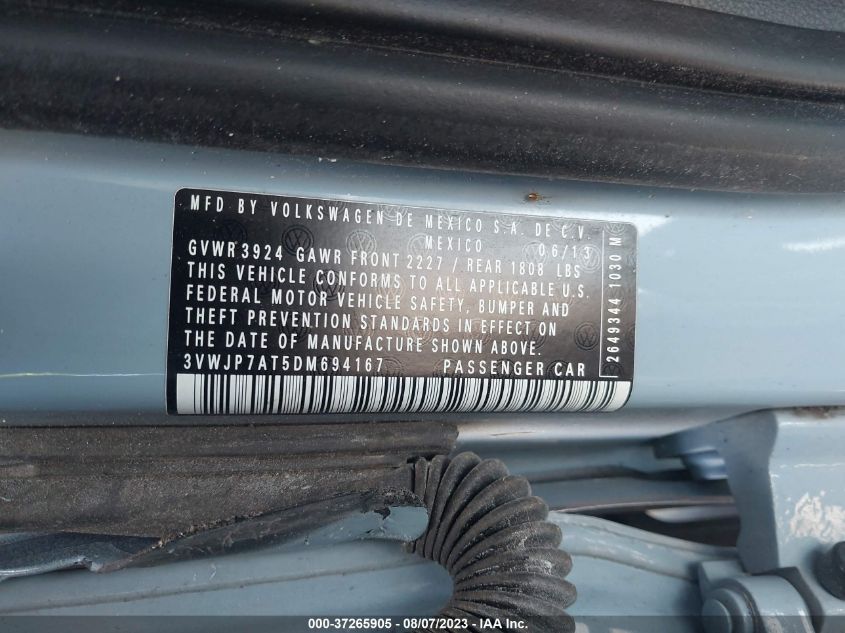 MFD BY VOLKSWAGEN DE MEXICO S.A. DE C.V.
MEXICO 06/13
GVWR 3924 GAWR FRONT 2227 / REAR 1808 LBS
THIS VEHICLE CONFORMS TO ALL APPLICABLE U.S.
FEDERAL MOTOR VEHICLE SAFETY, BUMPER AND
THEFT PREVENTION STANDARDS IN EFFECT ON
THE DATE OF MANUFACTURE SHOWN ABOVE.
3VWJP7AT5DM694167 PASSENGER CAR
2649344 1030 M
000-37265905 - 08/07/2023 - © IAA, Inc.